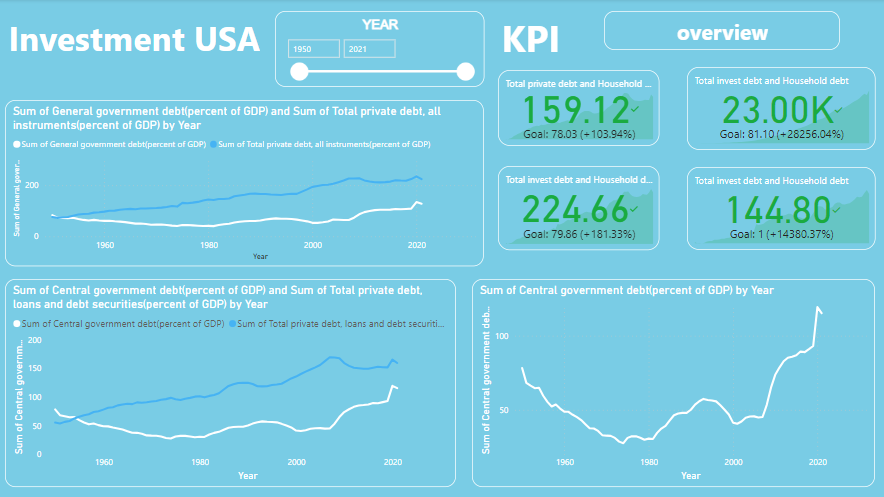 Investment USA
YEAR
1950
2021
KPI
overview
Total private debt and Household ...
159.12
Goal: 78.03 (+103.94%)
Total invest debt and Household debt
23.00K
Goal: 81.10 (+28256.04%)
Total invest debt and Household d...
224.66
Goal: 79.86 (+181.33%)
Total invest debt and Household debt
144.80
Goal: 1 (+14380.37%)
Sum of General government debt(percent of GDP) and Sum of Total private debt, all
instruments(percent of GDP) by Year
Sum of General government debt(percent of GDP) Sum of Total private debt, all instruments(percent of GDP)
Sum of General gover...
200
0
1960
1980
2000
2020
Year
Sum of Central government debt(percent of GDP) and Sum of Total private debt,
loans and debt securities(percent of GDP) by Year
Sum of Central government debt(percent of GDP) Sum of Total private debt, loans and debt securiti...
Sum of Central governm...
200
150
100
50
0
1960
1980
2000
2020
Year
Sum of Central government debt(percent of GDP) by Year
Sum of Central government deb...
100
50
1960
1980
2000
2020
Year